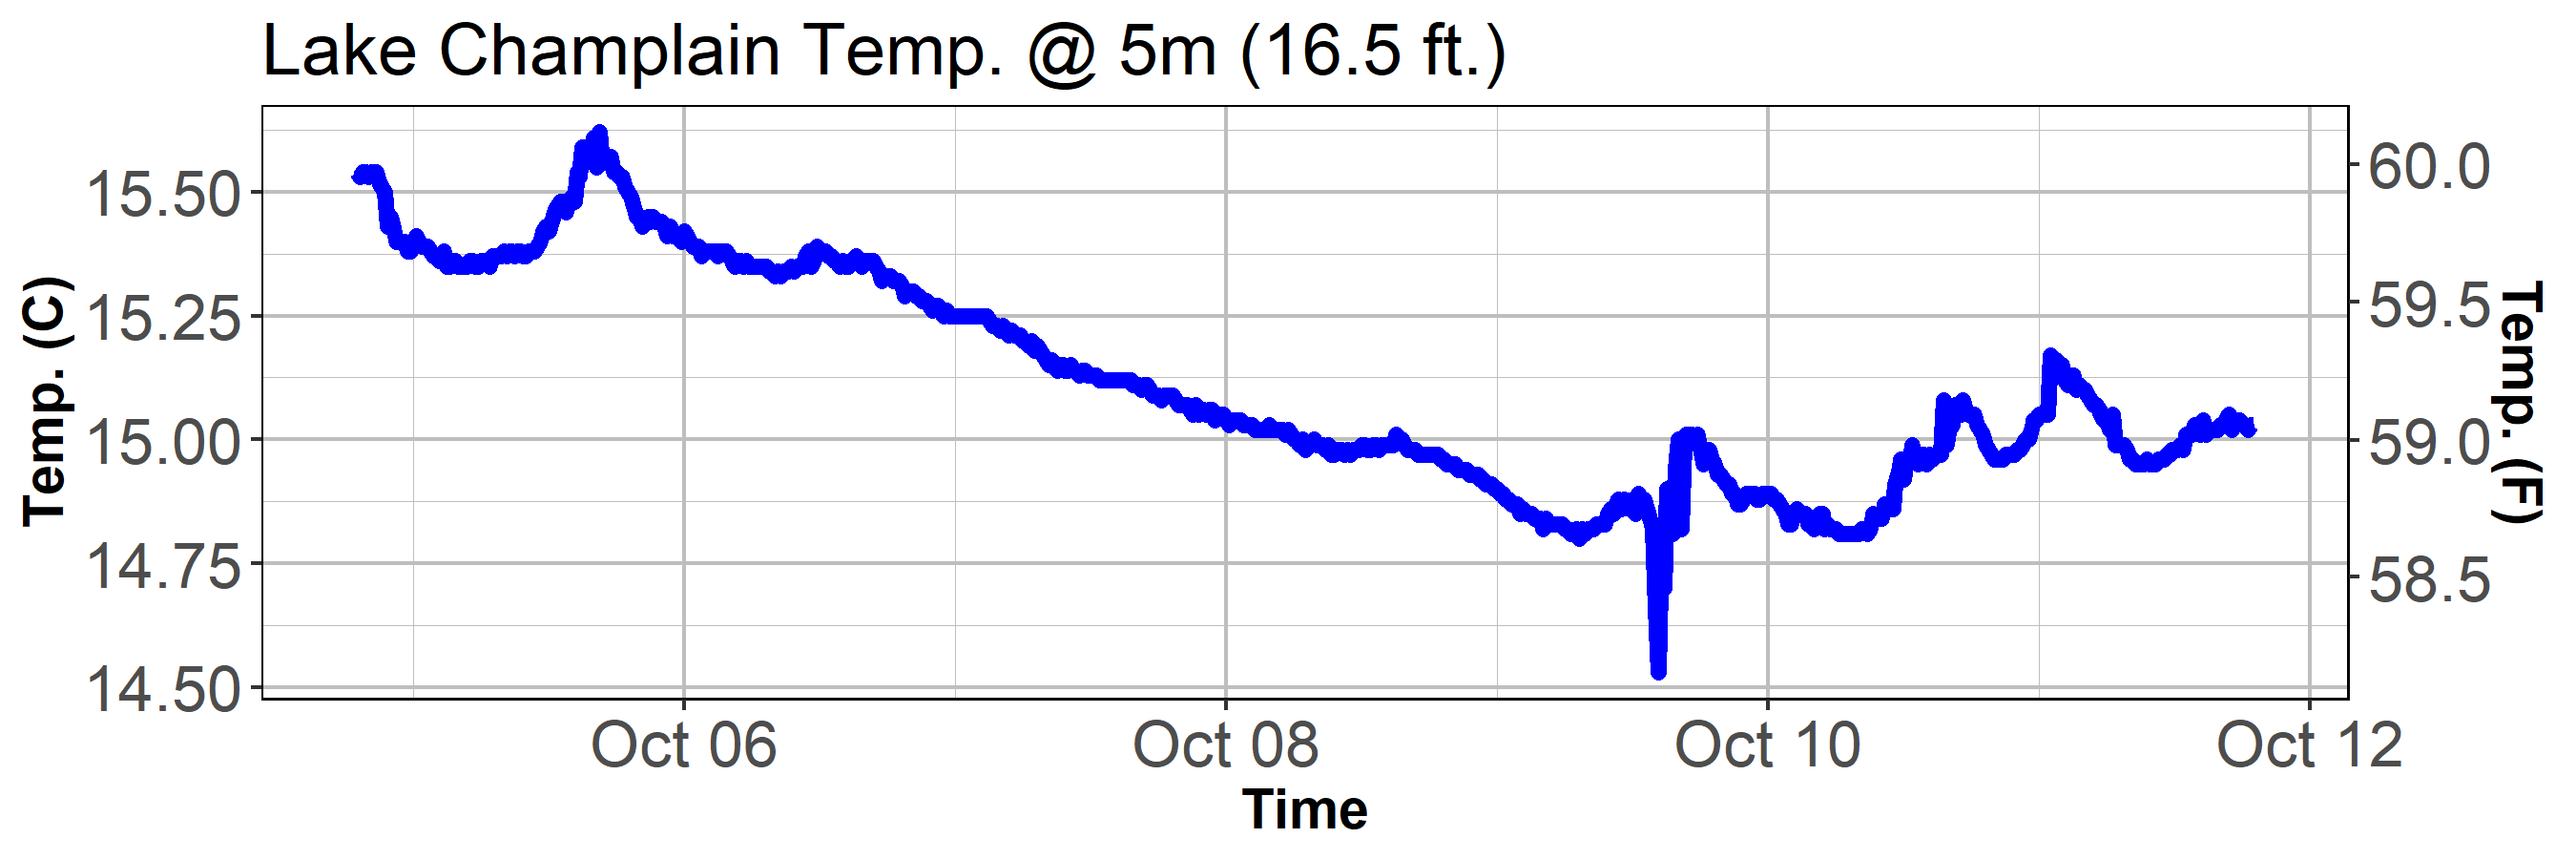 Lake Champlain Temp. @ 5m (16.5 ft.)
Temp. (C)
15.50
15.25
15.00
14.75
14.50
60.0
59.5
59.0
58.5
Temp. (F)
Oct 06
Oct 08
Oct 10
Oct 12
Time